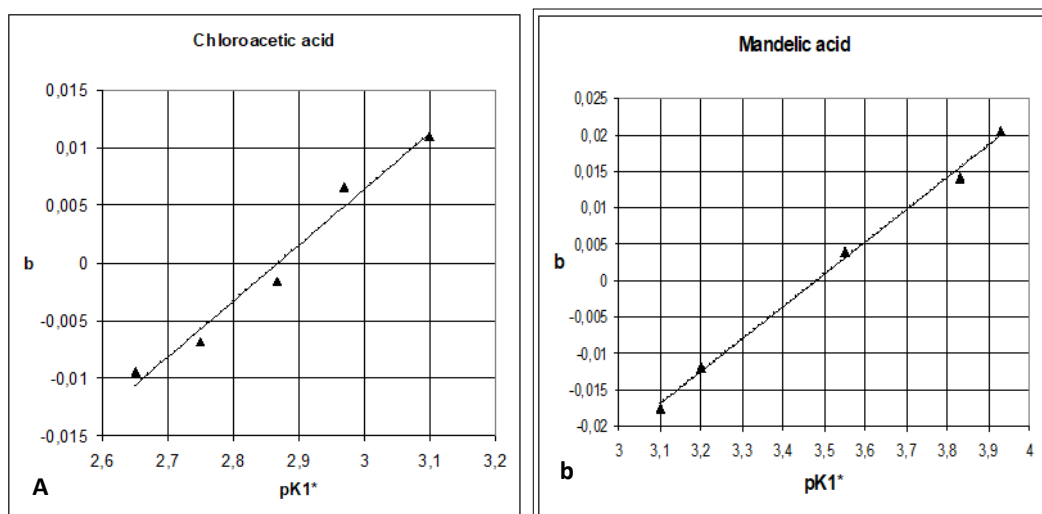 Chloroacetic acid
0,015
0,01
0,005
0
-0,005
-0,01
-0,015
b
2,6 2,7 2,8 2,9 3 3,1 3,2
pK1*
A
Mandelic acid
0,025
0,02
0,015
0,01
0,005
0
-0,005
-0,01
-0,015
-0,02
b
3 3,1 3,2 3,3 3,4 3,5 3,6 3,7 3,8 3,9 4
pK1*
b